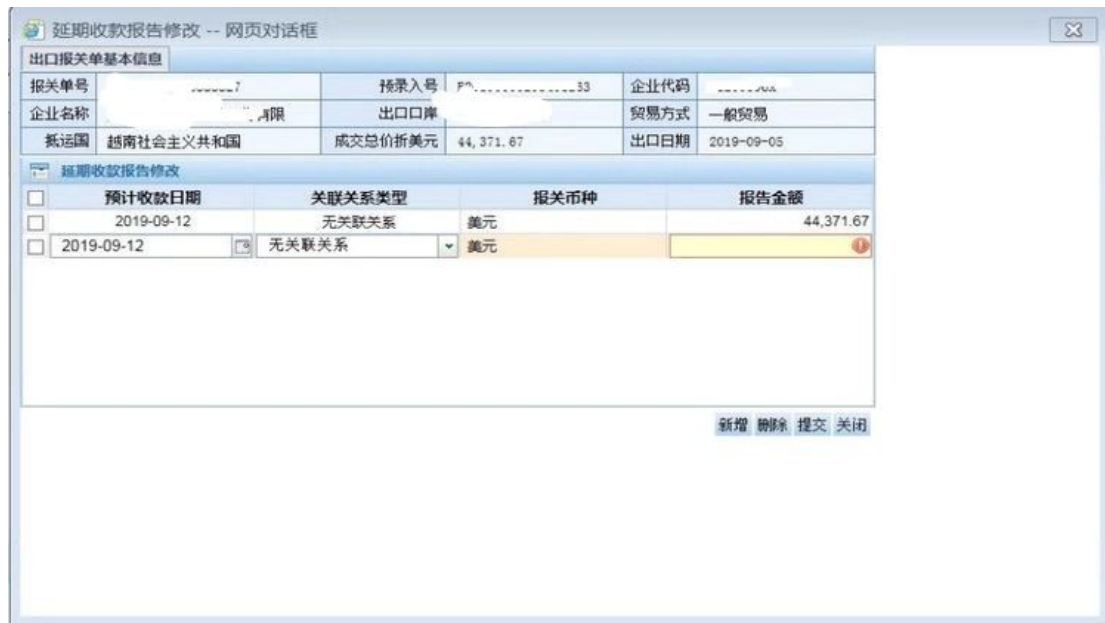 延期收款报告修改 -- 网页对话框
出口报关单基本信息
报关单号 预录入号 33 企业代码
企业名称 有限 出口口岸 贸易方式 一般贸易
抵运国 越南社会主义共和国 成交总价折美元 44,371.67 出口日期 2019-09-05
延期收款报告修改
预计收款日期 关联关系类型 报关币种 报告金额
2019-09-12 无关联关系 美元 44,371.67
2019-09-12 无关联关系 美元
新增 删除 提交 关闭